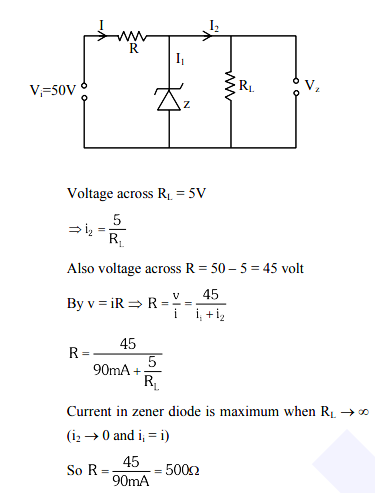 I I₂
R
I₁
Vᵢ=50V R_L V_z
z
Voltage across R_L = 5V
⇒ i₂ = 5/R_L
Also voltage across R = 50 – 5 = 45 volt
By v = iR ⇒ R = v/i = 45/(i₁ + i₂)
R = 45/(90mA + 5/R_L)
Current in zener diode is maximum when R_L → ∞
(i₂ → 0 and i₁ = i)
So R = 45/90mA = 500Ω